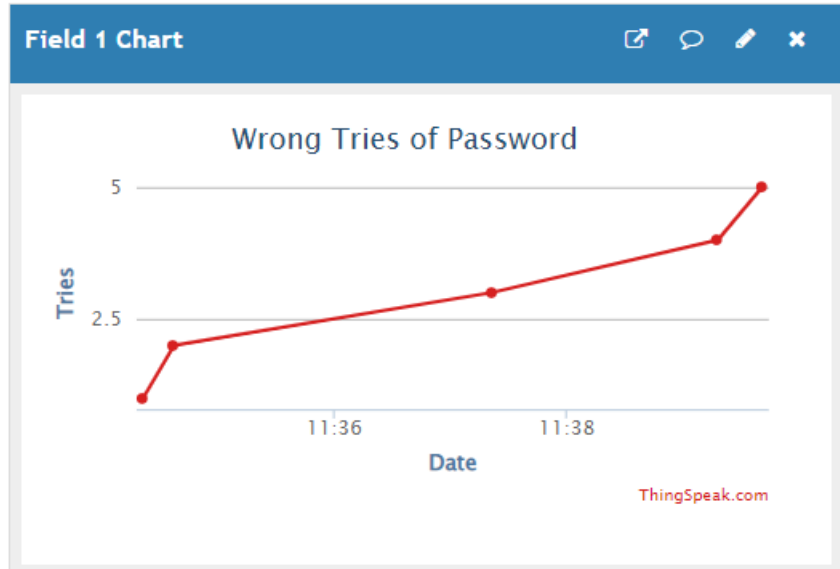 Field 1 Chart
Wrong Tries of Password
5
Tries
2.5
11:36 11:38
Date
ThingSpeak.com